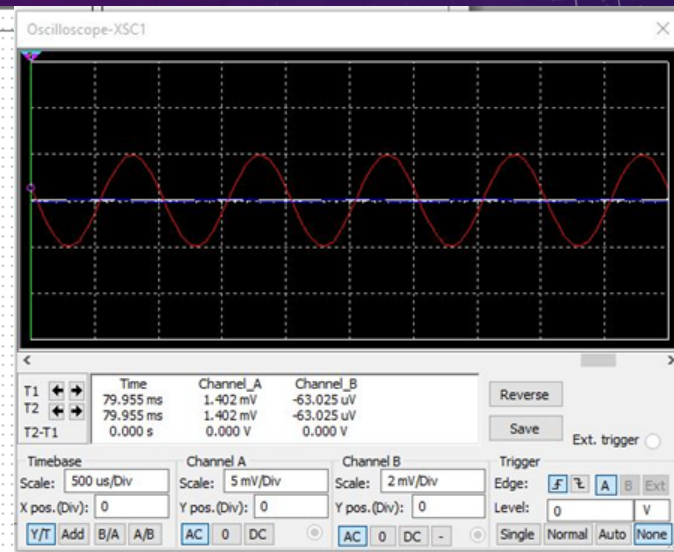 Oscilloscope-XSC1
Time Channel_A Channel_B
T1 79.955 ms 1.402 mV -63.025 uV
T2 79.955 ms 1.402 mV -63.025 uV
T2-T1 0.000 s 0.000 V 0.000 V
Reverse
Save
Ext. trigger
Timebase Channel A Channel B Trigger
Scale: 500 us/Div Scale: 5 mV/Div Scale: 2 mV/Div Edge: A B Ext
X pos.(Div): 0 Y pos.(Div): 0 Y pos.(Div): 0 Level: 0 V
Y/T Add B/A A/B AC 0 DC AC 0 DC - Single Normal Auto None